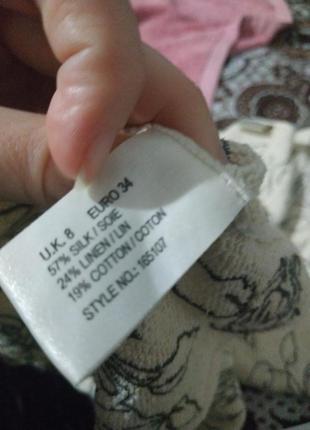 U.K. 8 EURO 34
57% SILK / SOIE
24% LINEN / LIN
19% COTTON / COTON
STYLE NO.: 165107